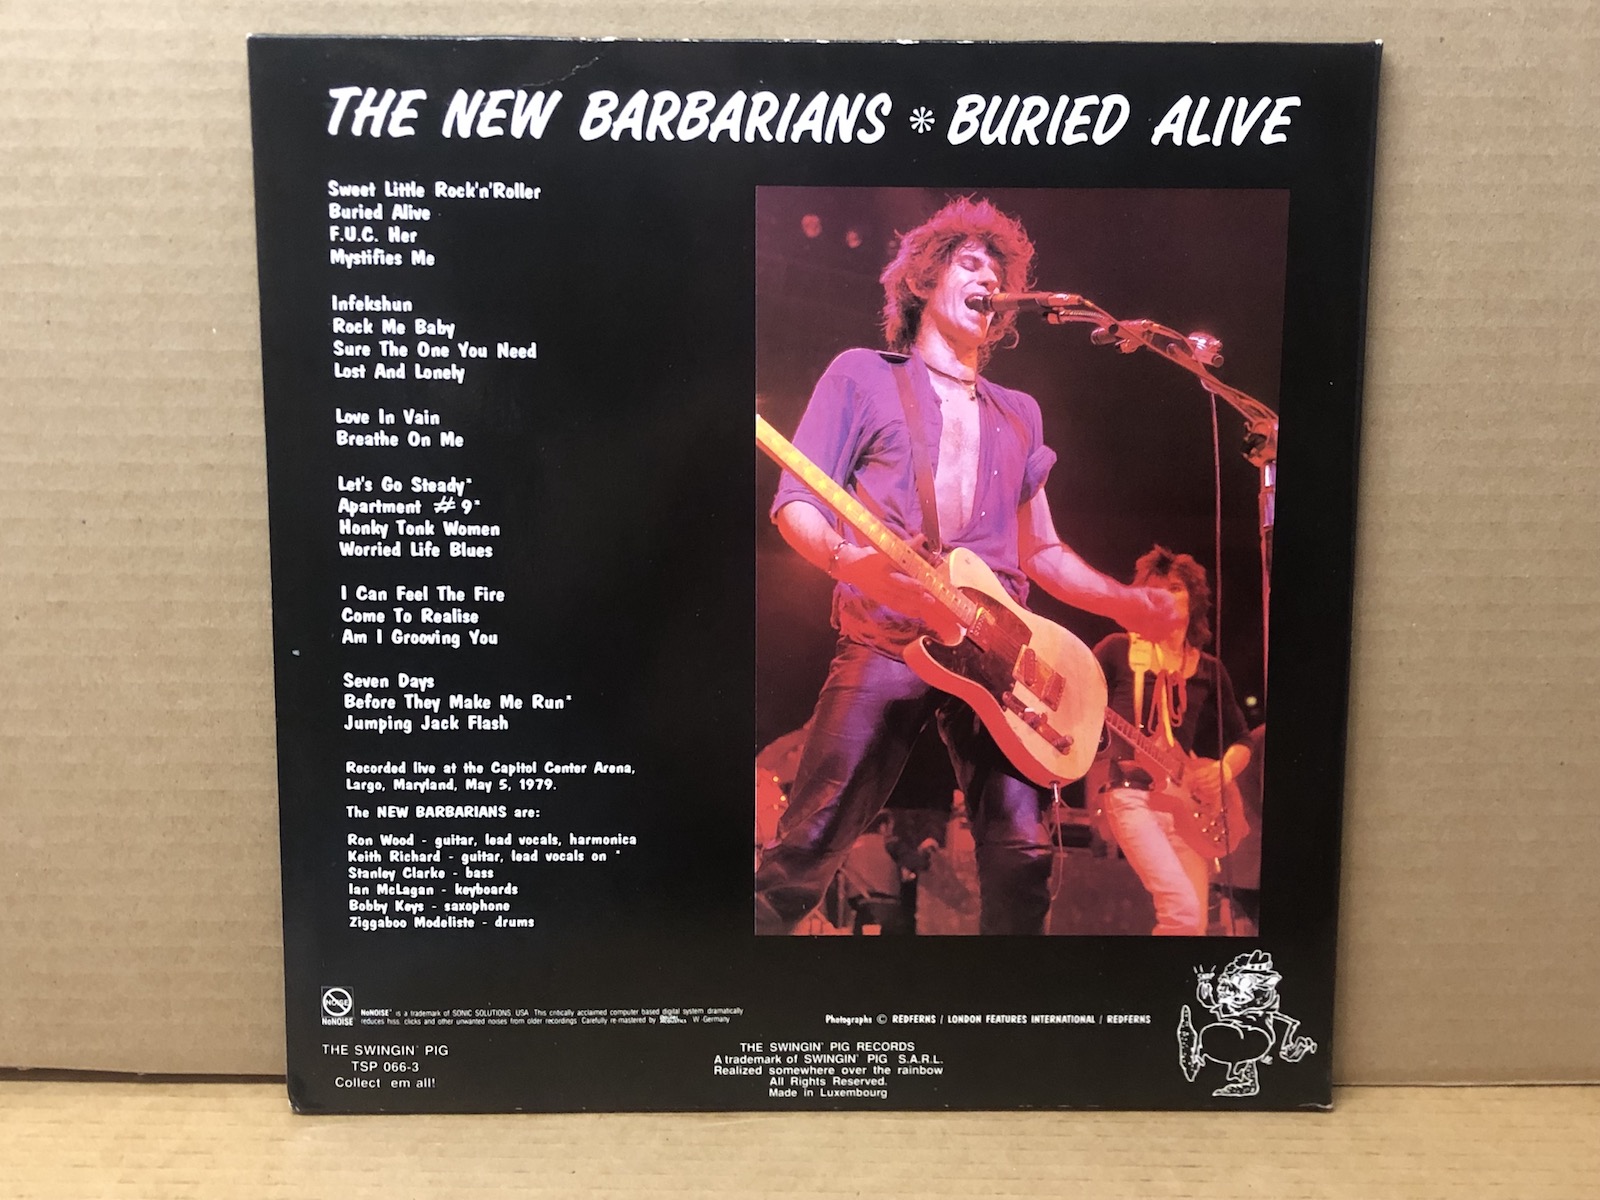 THE NEW BARBARIANS * BURIED ALIVE
Sweet Little Rock'n'Roller
Buried Alive
F.U.C. Her
Mystifies Me
Infekshun
Rock Me Baby
Sure The One You Need
Lost And Lonely
Love In Vain
Breathe On Me
Let's Go Steady*
Apartment # 9*
Honky Tonk Women
Worried Life Blues
I Can Feel The Fire
Come To Realise
Am I Grooving You
Seven Days
Before They Make Me Run*
Jumping Jack Flash
Recorded live at the Capitol Center Arena,
Largo, Maryland, May 5, 1979.
The NEW BARBARIANS are:
Ron Wood - guitar, lead vocals, harmonica
Keith Richard - guitar, lead vocals on *
Stanley Clarke - bass
Ian McLagan - keyboards
Bobby Keys - saxophone
Ziggaboo Modeliste - drums
NOISE
NoNOISE
NoNOISE* is a trademark of SONIC SOLUTIONS, USA. This critically acclaimed computer based digital system dramatically
reduces hiss, clicks and other unwanted noises from older recordings. Carefully re-mastered by W.-Germany
Photographs © REDFERNS / LONDON FEATURES INTERNATIONAL / REDFERNS
THE SWINGIN' PIG
TSP 066-3
Collect em all!
THE SWINGIN' PIG RECORDS
A trademark of SWINGIN' PIG S.A.R.L.
Realized somewhere over the rainbow
All Rights Reserved.
Made in Luxembourg